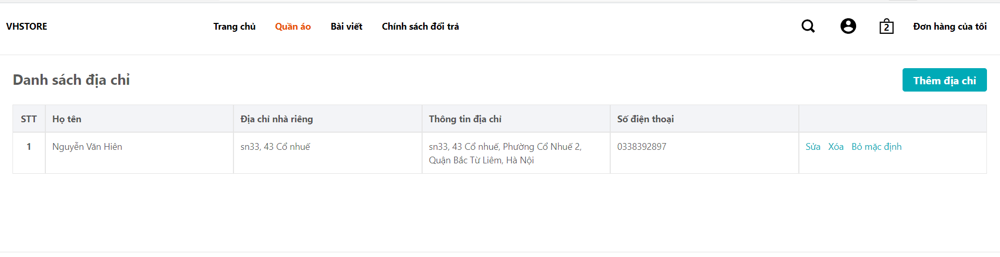 VHSTORE
Trang chủ
Quần áo
Bài viết
Chính sách đổi trả
2
Đơn hàng của tôi
Danh sách địa chỉ
Thêm địa chỉ
STT
Họ tên
Địa chỉ nhà riêng
Thông tin địa chỉ
Số điện thoại
1
Nguyễn Văn Hiên
sn33, 43 Cổ nhuế
sn33, 43 Cổ nhuế, Phường Cổ Nhuế 2,
Quận Bắc Từ Liêm, Hà Nội
0338392897
Sửa
Xóa
Bỏ mặc định